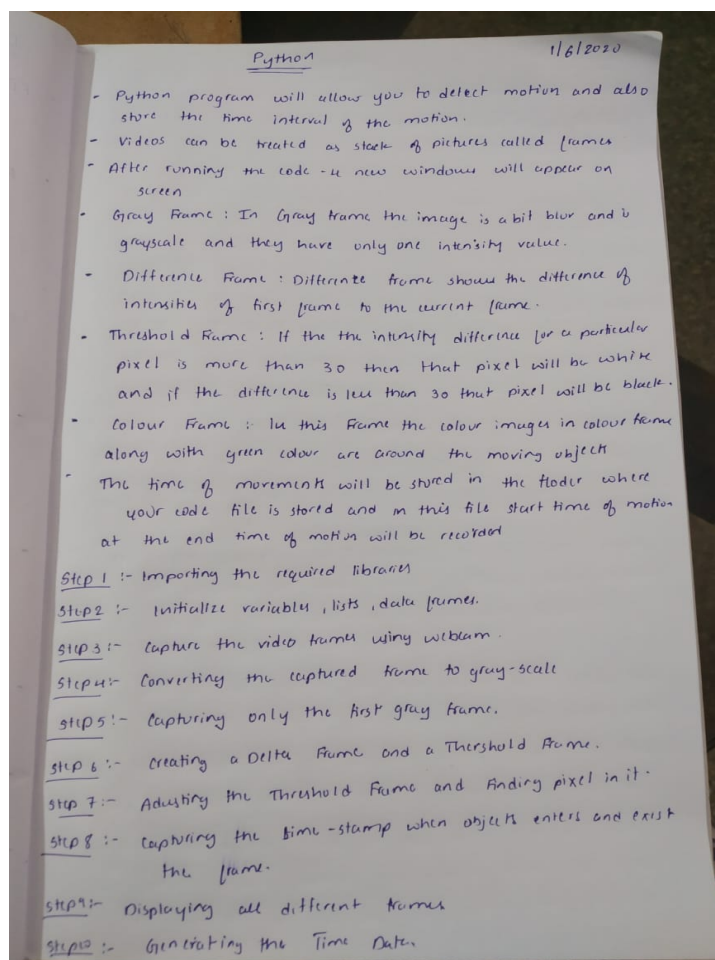 Python
1/6/2020
- Python program will allow you to detect motion and also
store the time interval of the motion.
- Videos can be treated as stack of pictures called frames
- After running the code - 4 new windows will appear on
screen
- Gray Frame : In Gray frame the image is a bit blur and is
grayscale and they have only one intensity value.
- Difference Frame : Difference frame shows the difference of
intensities of first frame to the current frame.
- Threshold Frame : If the the intensity difference for a particular
pixel is more than 30 then that pixel will be white
and if the difference is less than 30 that pixel will be black.
- Colour Frame : In this Frame the colour images in colour frame
along with green colour are around the moving objects
- The time of movements will be stored in the floder where
your code file is stored and in this file start time of motion
at the end time of motion will be recorded
Step 1 :- Importing the required libraries
Step 2 :- Initialize variables, lists, data frames.
Step 3 :- Capture the video frames using webcam.
Step 4 :- Converting the captured frame to gray-scale
Step 5 :- Capturing only the first gray frame.
Step 6 :- Creating a Delta Frame and a Thershold Frame.
Step 7 :- Adusting the Threshold Frame and Finding pixel in it.
Step 8 :- Capturing the time-stamp when objects enters and exist
the frame.
Step 9 :- Displaying all different frames
Step 10 :- Generating the Time Data.